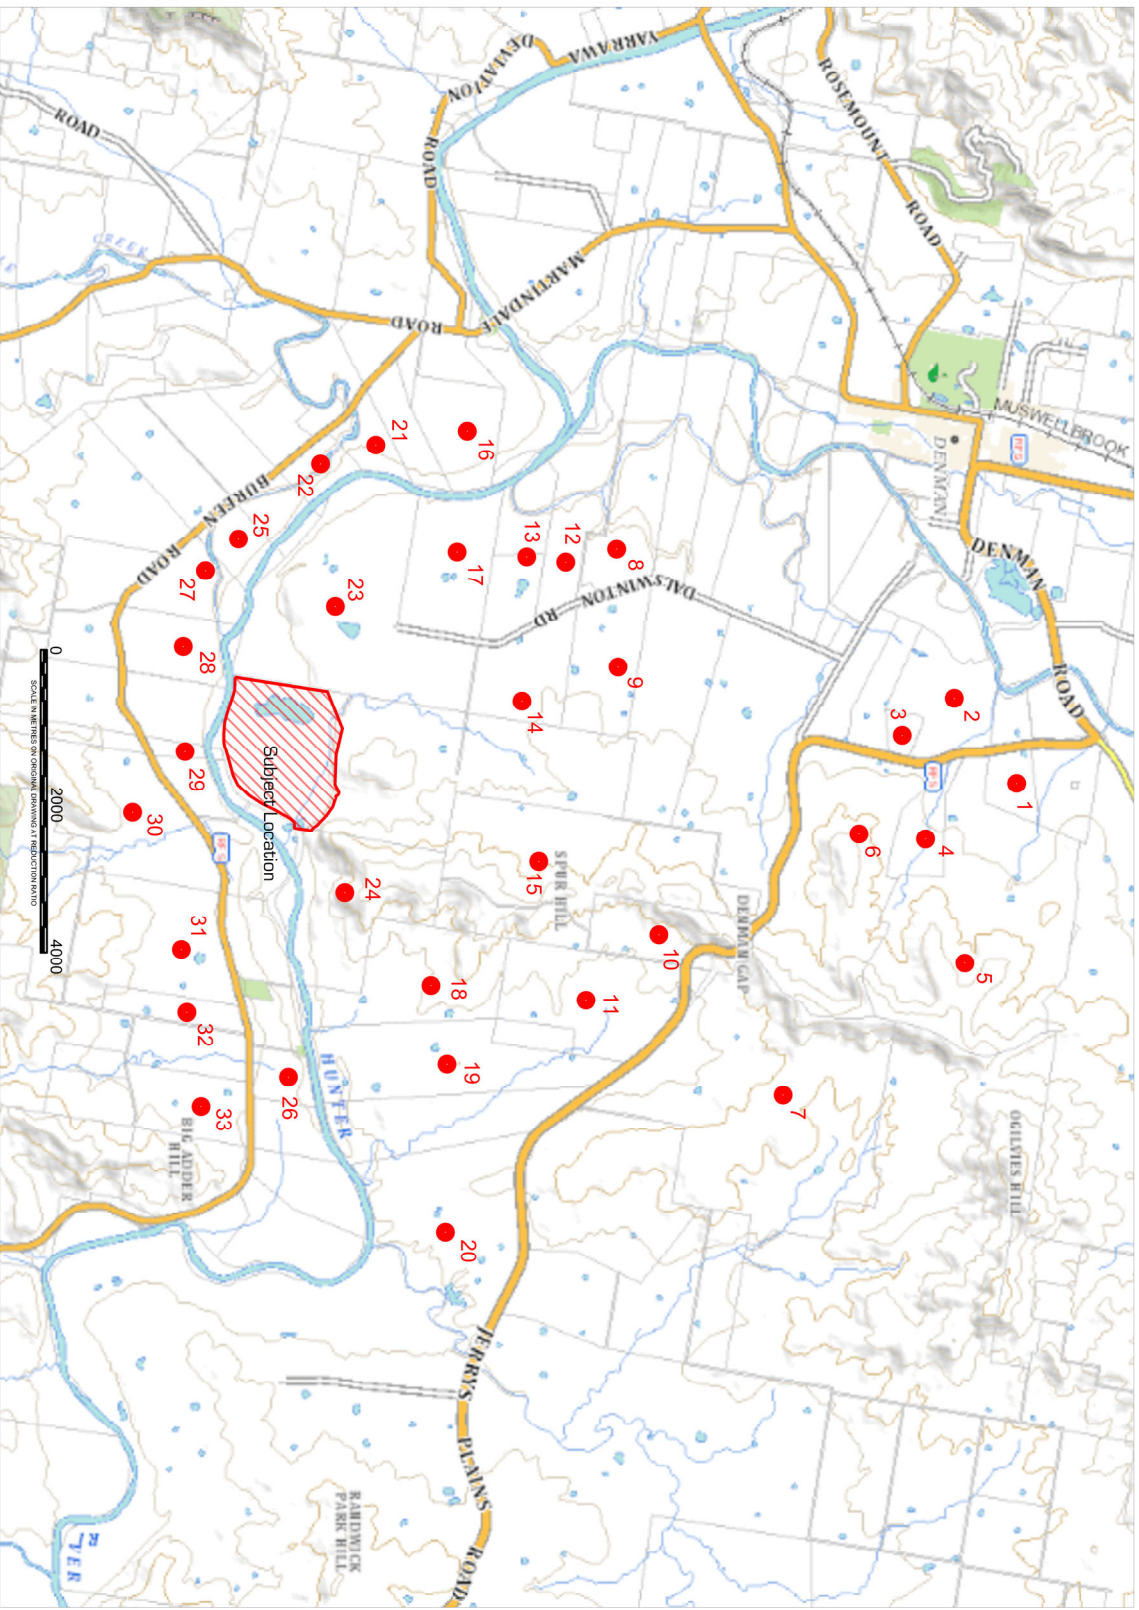 OGILVIES HILL
1
MUSWELLBROOK
RFS
DENMAN
ROAD
2
5
DENMAN
ROSEMOUNT
ROAD
RFS
4
3
6
7
DENMAN GAP
YARRAWA
DEVIATION
ROAD
MARTINDALE
ROAD
DALSWINTON
RD
8
9
10
11
12
13
14
15
SPUR HILL
16
17
18
19
20
JERRYS
PLAINS
ROAD
21
22
23
24
RANDWICK
PARK HILL
HUNTER
26
Subject Location
BUREEN
ROAD
25
27
28
29
RFS
30
31
32
33
BIG ADDER
HILL
ROAD
CREEK
0
2000
4000
SCALE IN METRES ON ORIGINAL DRAWING AT REDUCTION RATIO